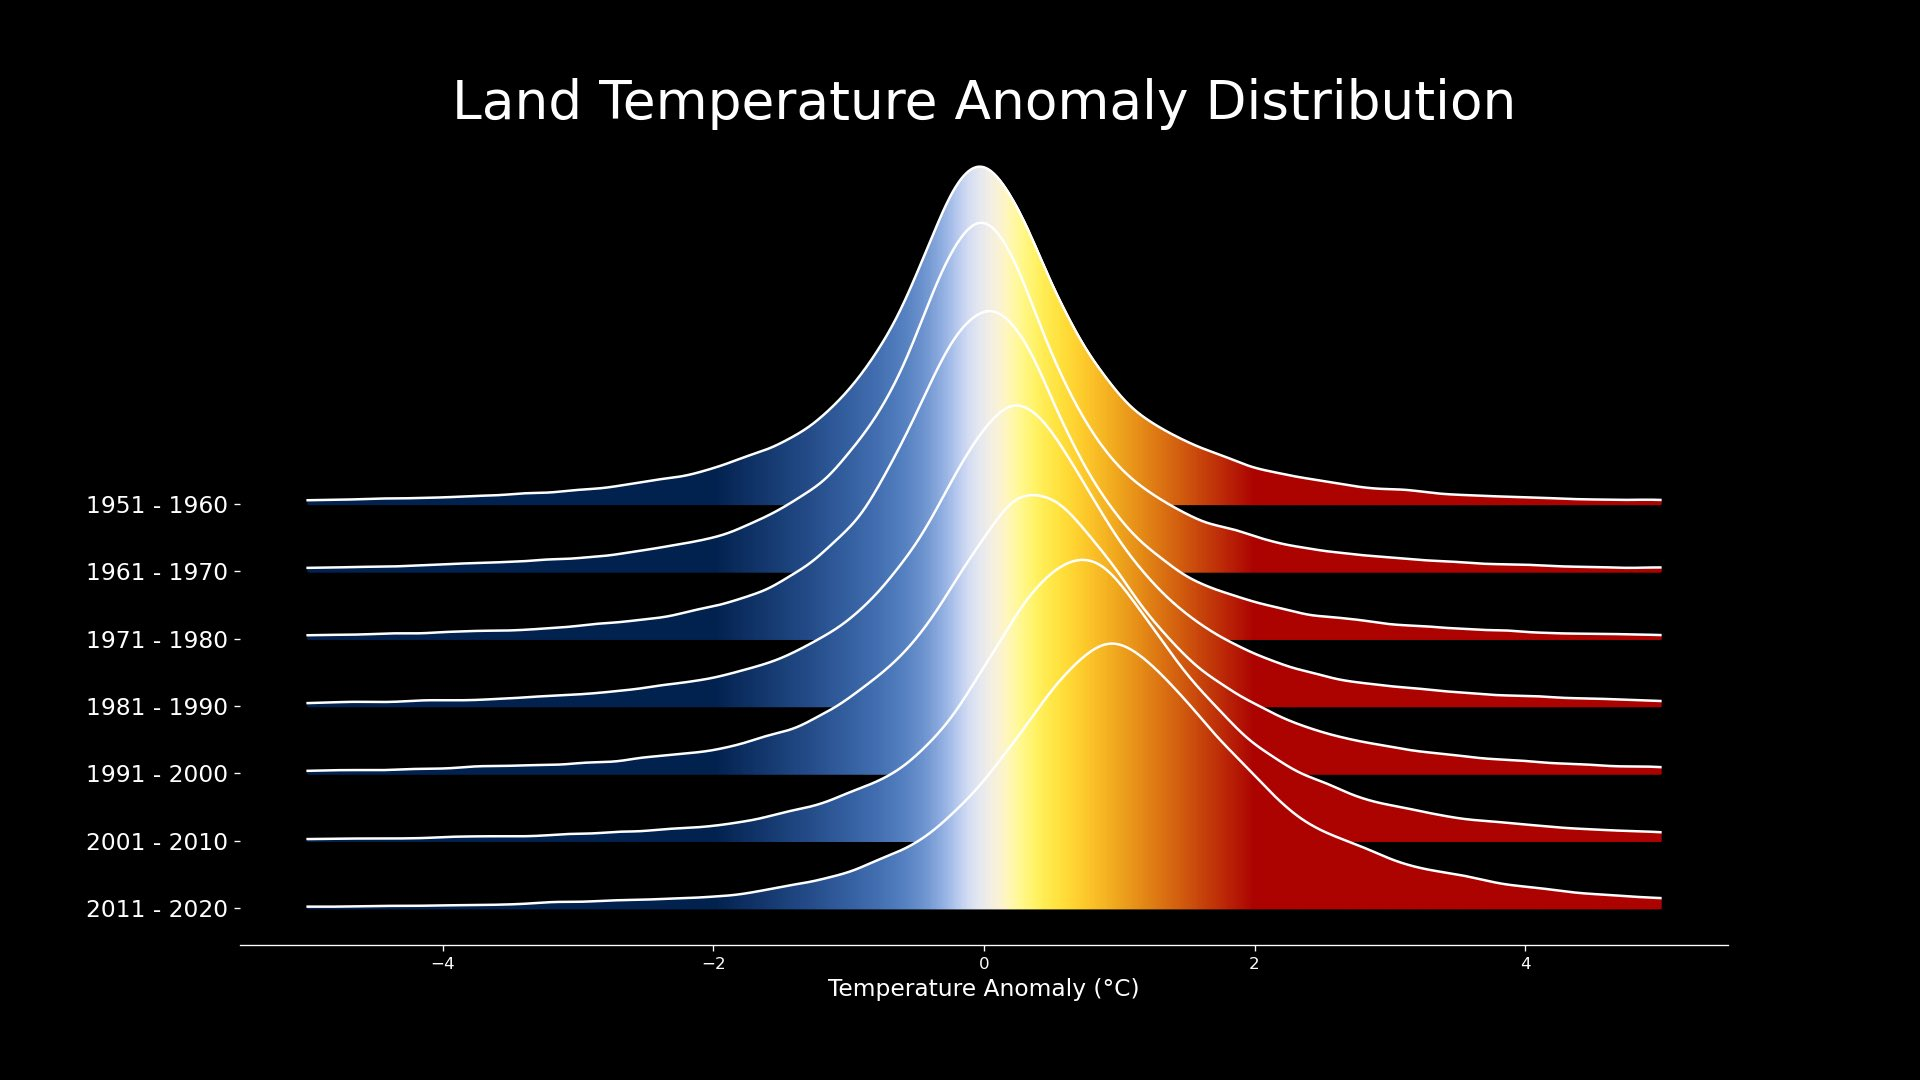 Land Temperature Anomaly Distribution
1951 - 1960
1961 - 1970
1971 - 1980
1981 - 1990
1991 - 2000
2001 - 2010
2011 - 2020
−4 −2 0 2 4
Temperature Anomaly (°C)